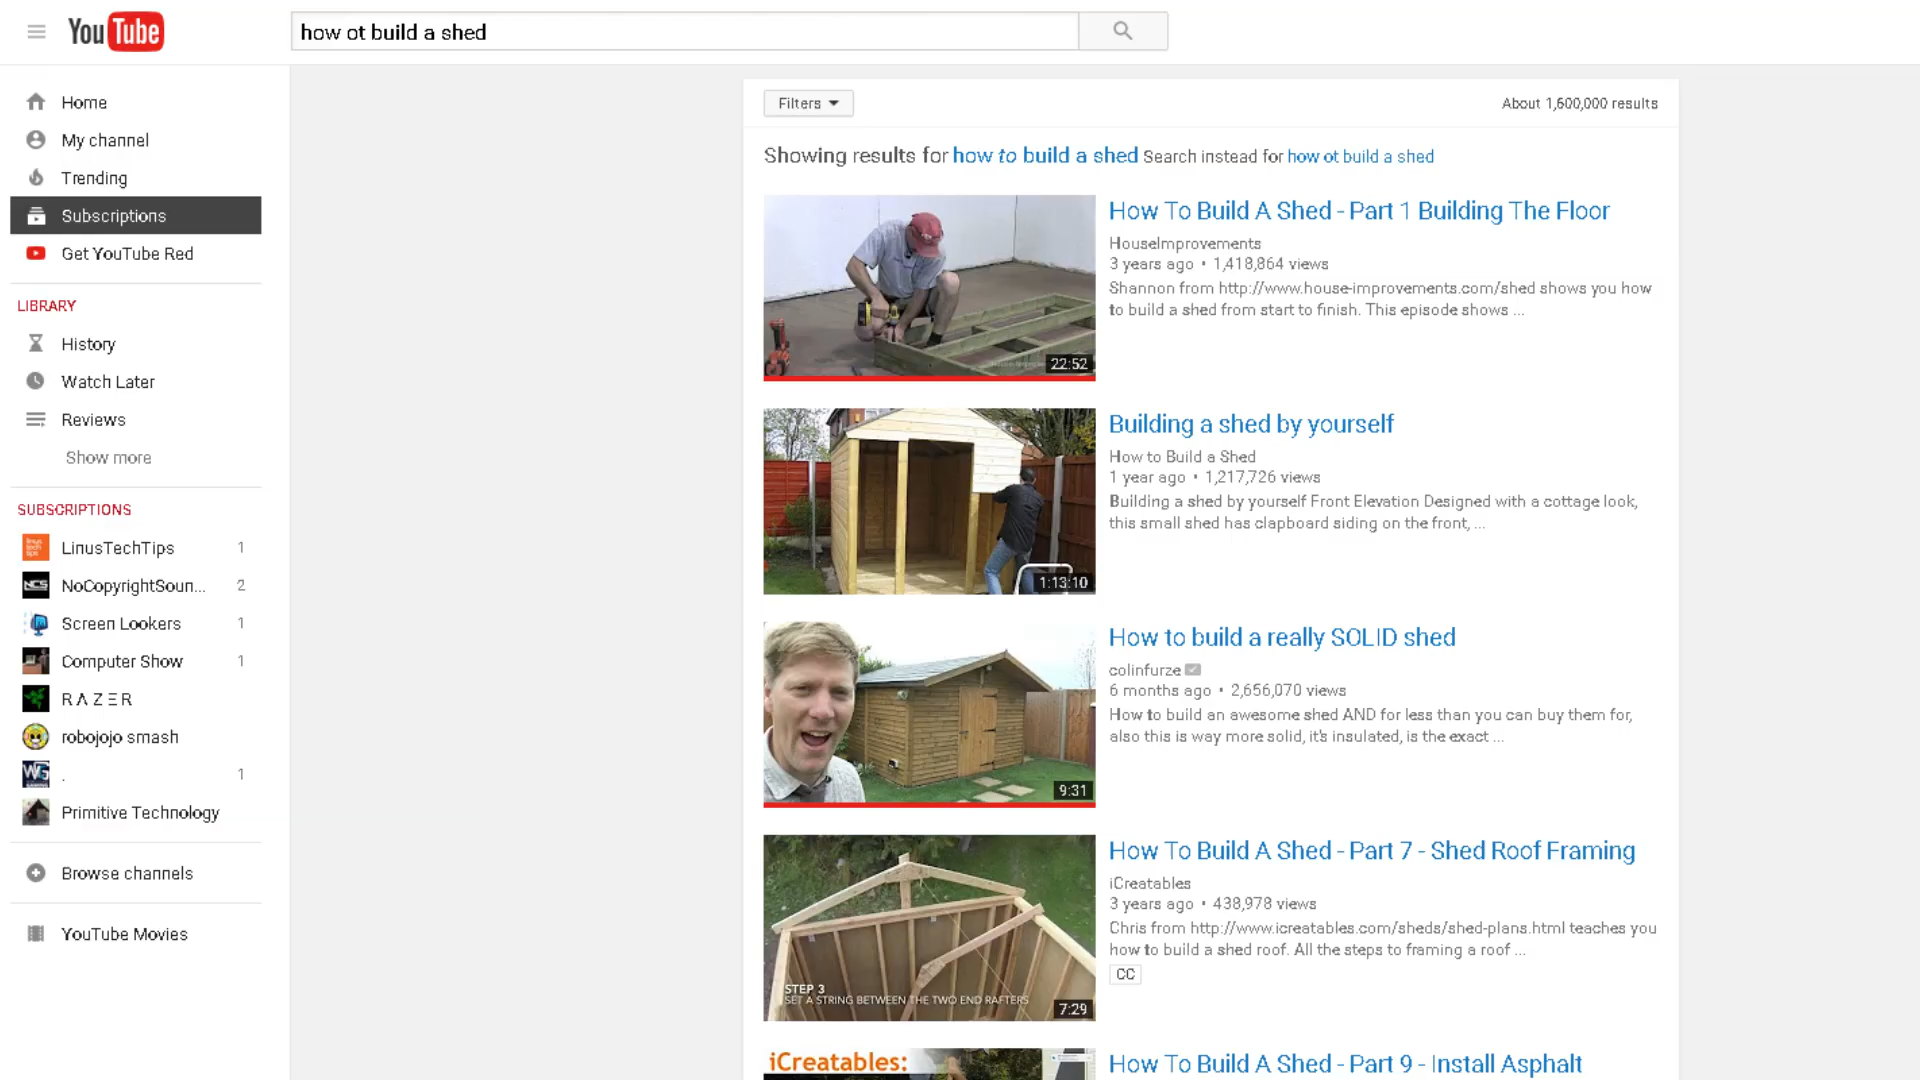 YouTube
how ot build a shed
Home
My channel
Trending
Subscriptions
Get YouTube Red
LIBRARY
History
Watch Later
Reviews
Show more
SUBSCRIPTIONS
LinusTechTips 1
NoCopyrightSoun... 2
Screen Lookers 1
Computer Show 1
R Λ Z Ξ R
robojojo smash
. 1
Primitive Technology
Browse channels
YouTube Movies
Filters
About 1,600,000 results
Showing results for how to build a shed Search instead for how ot build a shed
22:52
How To Build A Shed - Part 1 Building The Floor
HouseImprovements
3 years ago • 1,418,864 views
Shannon from http://www.house-improvements.com/shed shows you how
to build a shed from start to finish. This episode shows ...
1:13:10
Building a shed by yourself
How to Build a Shed
1 year ago • 1,217,726 views
Building a shed by yourself Front Elevation Designed with a cottage look,
this small shed has clapboard siding on the front, ...
9:31
How to build a really SOLID shed
colinfurze
6 months ago • 2,656,070 views
How to build an awesome shed AND for less than you can buy them for,
also this is way more solid, it's insulated, is the exact ...
STEP 3
SET A STRING BETWEEN THE TWO END RAFTERS
7:29
How To Build A Shed - Part 7 - Shed Roof Framing
iCreatables
3 years ago • 438,978 views
Chris from http://www.icreatables.com/sheds/shed-plans.html teaches you
how to build a shed roof. All the steps to framing a roof ...
CC
iCreatables:
How To Build A Shed - Part 9 - Install Asphalt